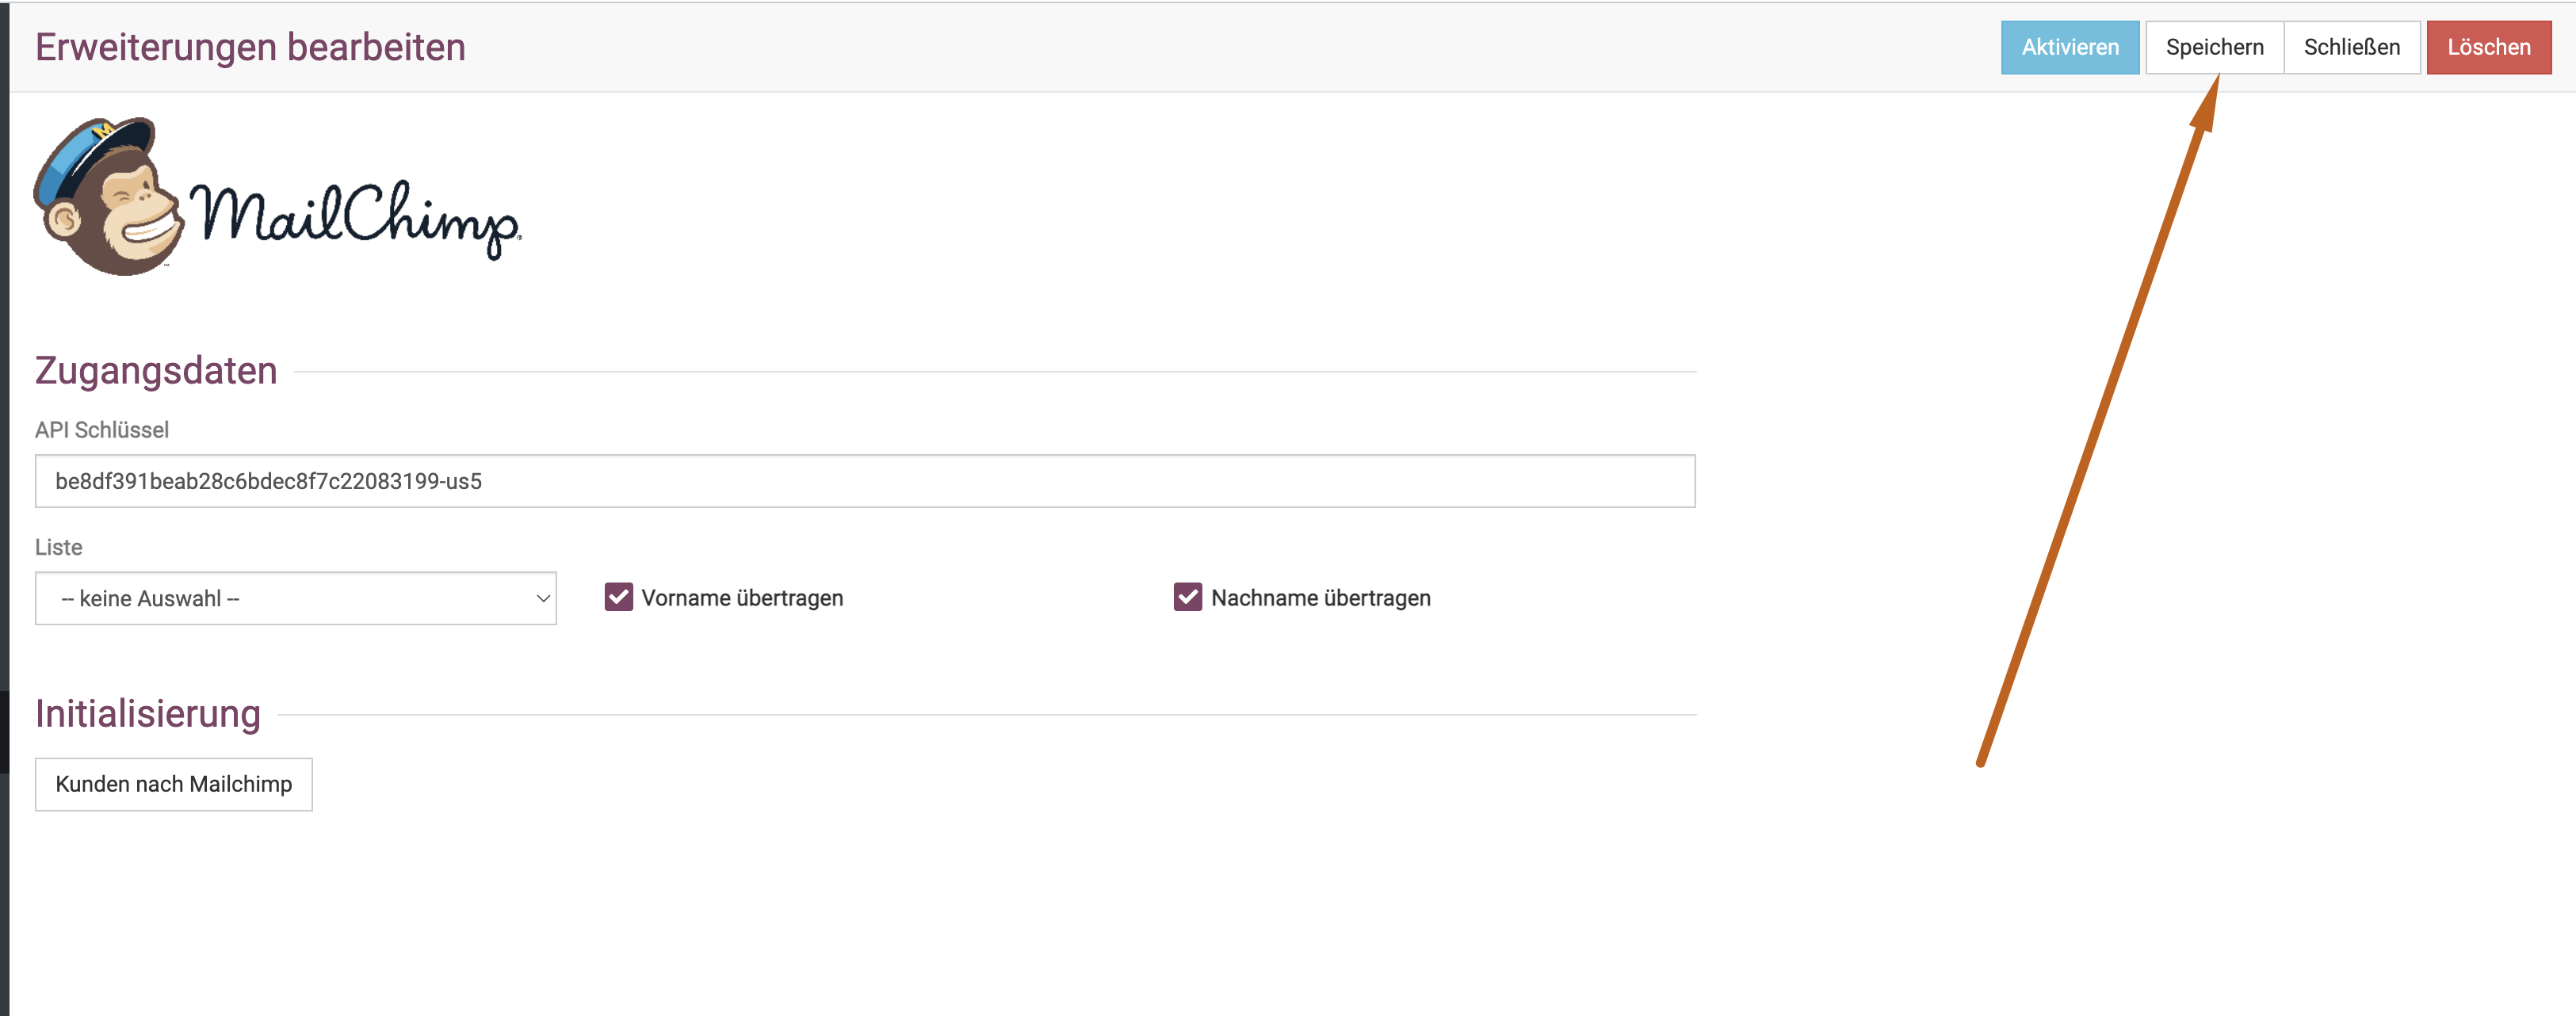 Erweiterungen bearbeiten
Aktivieren
Speichern
Schließen
Löschen
M
MailChimp
Zugangsdaten
API Schlüssel
be8df391beab28c6bdec8f7c22083199-us5
Liste
-- keine Auswahl --
Vorname übertragen
Nachname übertragen
Initialisierung
Kunden nach Mailchimp